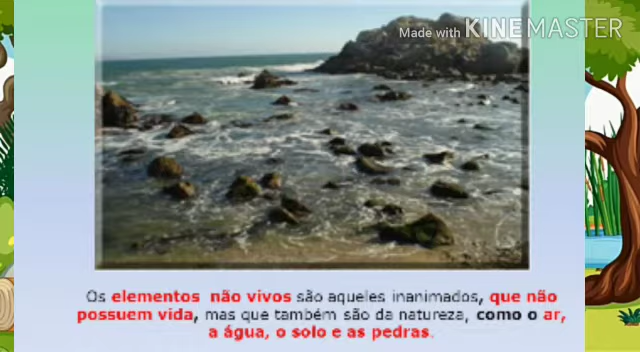 Made with KINEMASTER
Os elementos não vivos são aqueles inanimados, que não
possuem vida, mas que também são da natureza, como o ar,
a água, o solo e as pedras.